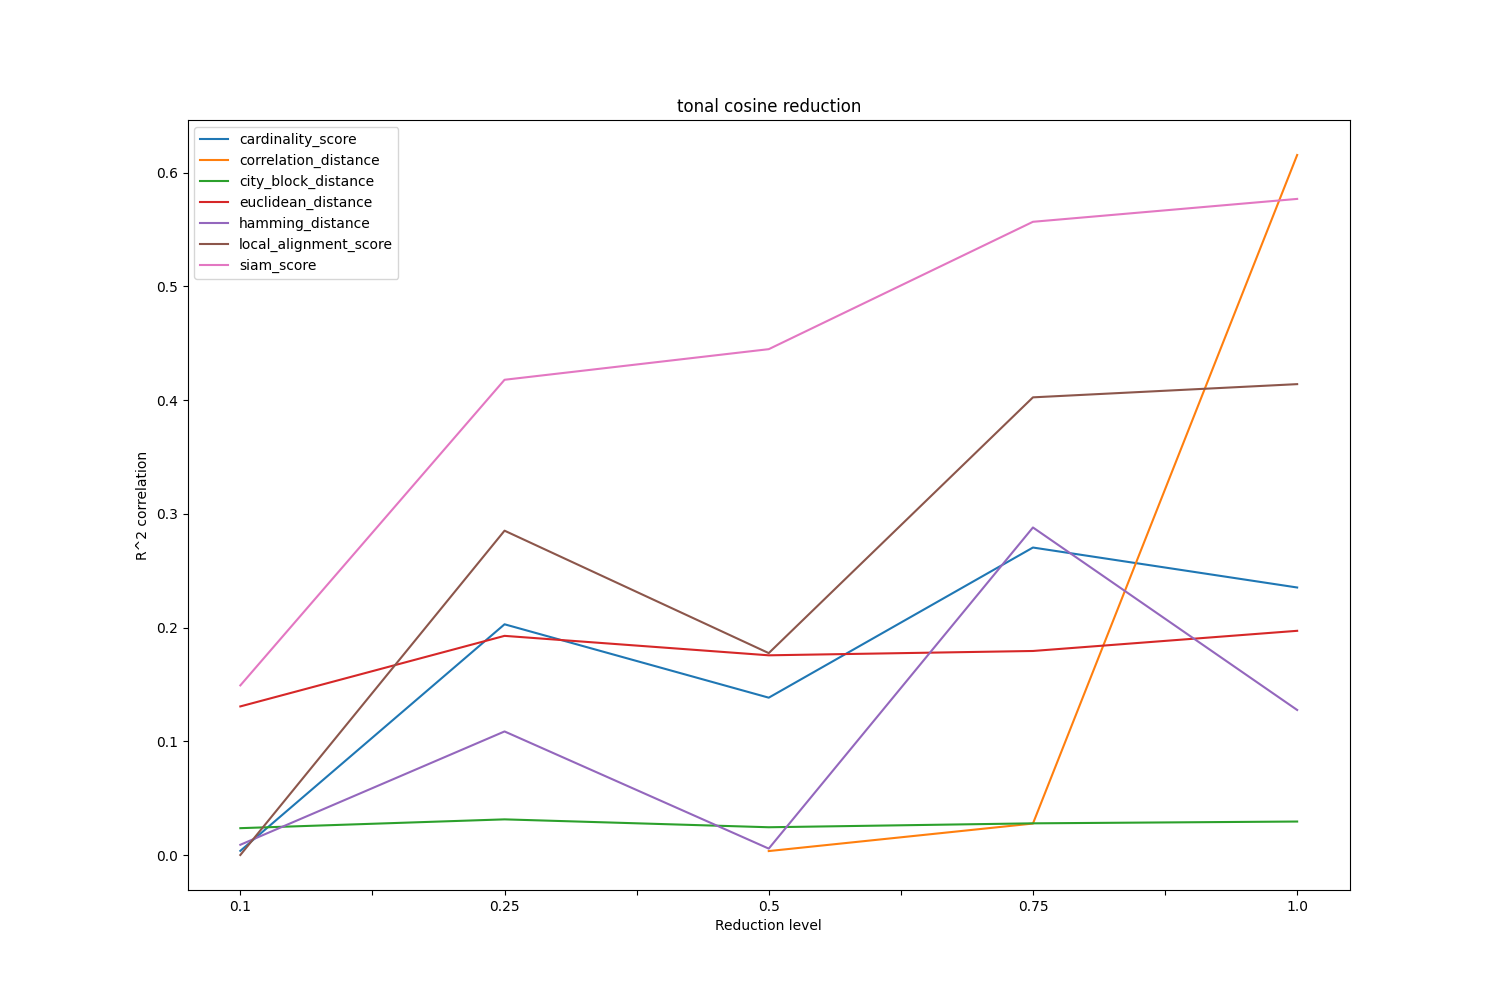 tonal cosine reduction
cardinality_score
correlation_distance
city_block_distance
euclidean_distance
hamming_distance
local_alignment_score
siam_score
R^2 correlation
0.6
0.5
0.4
0.3
0.2
0.1
0.0
0.1 0.25 0.5 0.75 1.0
Reduction level